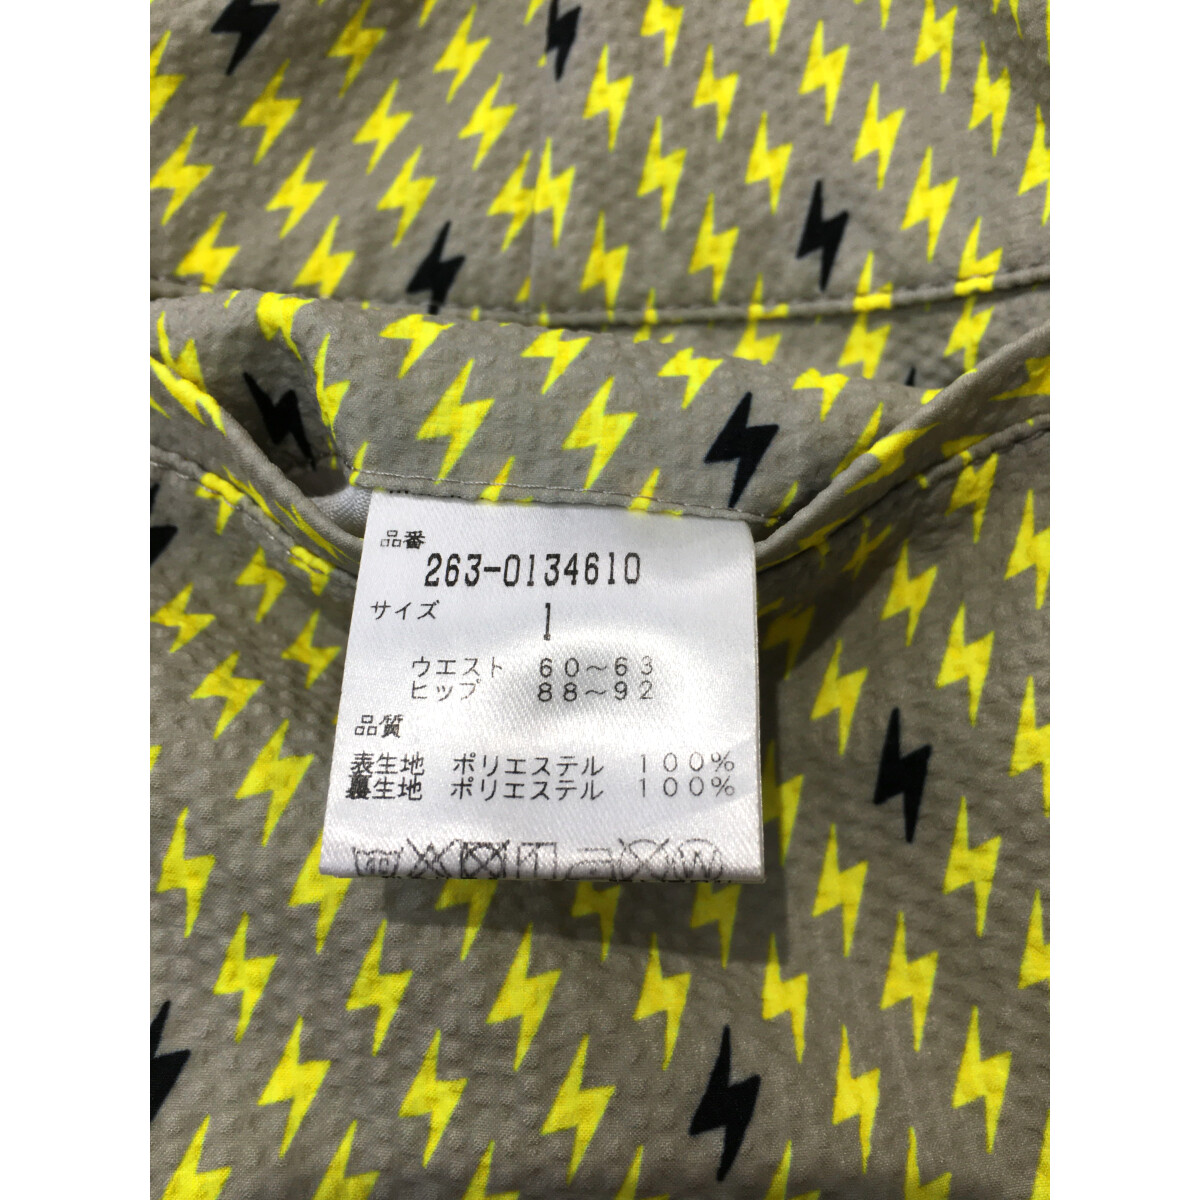 品番
263-0134610
サイズ
1
ウエスト 60～63
ヒップ 88～92
品質
表生地 ポリエステル 100%
裏生地 ポリエステル 100%
40
W